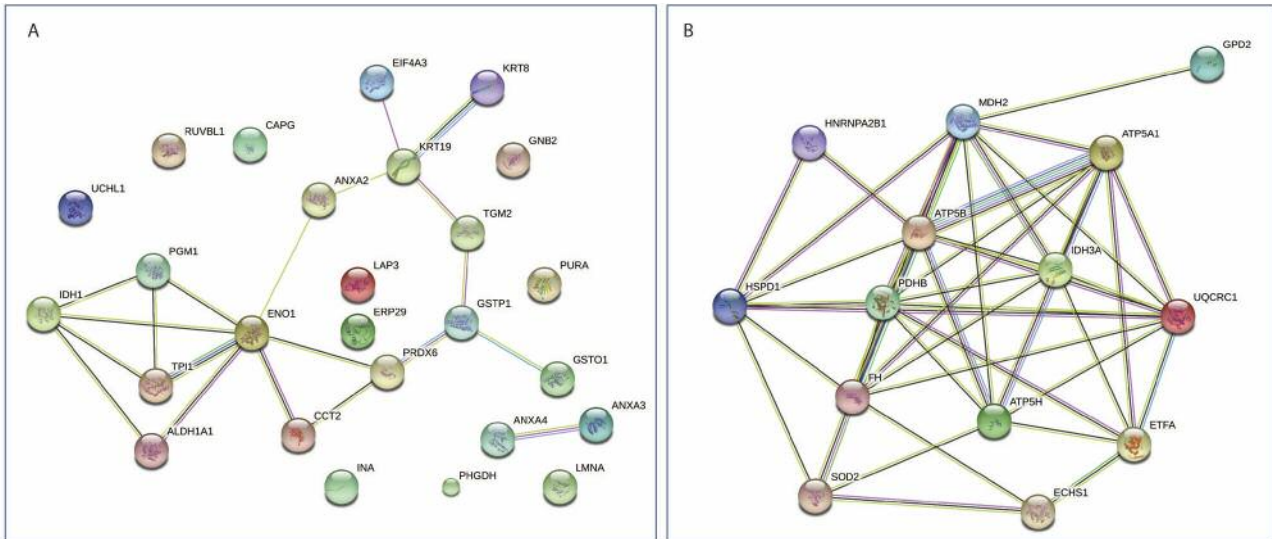 A
EIF4A3
KRT8
RUVBL1
CAPG
KRT19
GNB2
ANXA2
UCHL1
TGM2
PGM1
LAP3
PURA
IDH1
ENO1
ERP29
GSTP1
TPI1
PRDX6
GSTO1
ALDH1A1
CCT2
ANXA4
ANXA3
INA
PHGDH
LMNA
B
GPD2
MDH2
HNRNPA2B1
ATP5A1
ATP5B
IDH3A
HSPD1
PDHB
UQCRC1
FH
ATP5H
ETFA
SOD2
ECHS1